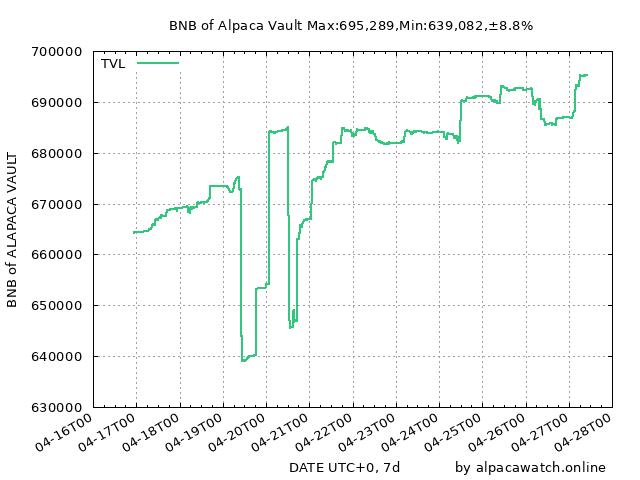 BNB of Alpaca Vault Max:695,289,Min:639,082,±8.8%
700000
TVL
690000
680000
670000
660000
650000
640000
630000
BNB of ALAPACA VAULT
04-16T00
04-17T00
04-18T00
04-19T00
04-20T00
04-21T00
04-22T00
04-23T00
04-24T00
04-25T00
04-26T00
04-27T00
04-28T00
DATE UTC+0, 7d
by alpacawatch.online